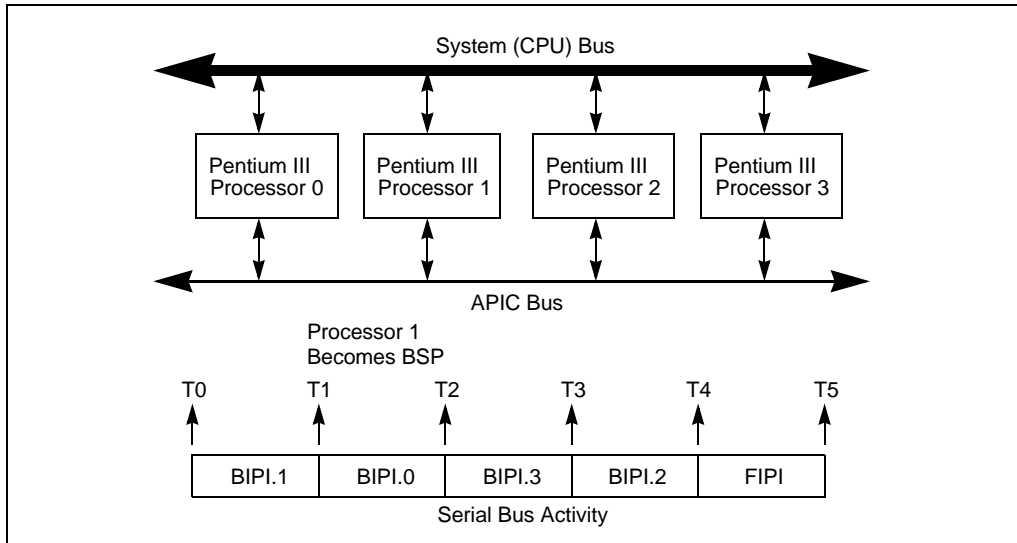 System (CPU) Bus
Pentium III
Processor 0
Pentium III
Processor 1
Pentium III
Processor 2
Pentium III
Processor 3
APIC Bus
Processor 1
Becomes BSP
T0 T1 T2 T3 T4 T5
BIPI.1 BIPI.0 BIPI.3 BIPI.2 FIPI
Serial Bus Activity